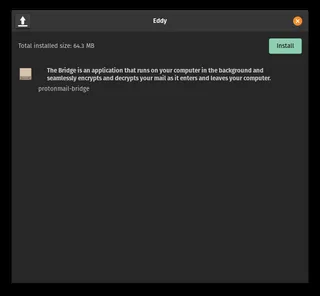 Eddy
Total installed size: 64.3 MB
Install
The Bridge is an application that runs on your computer in the background and
seamlessly encrypts and decrypts your mail as it enters and leaves your computer.
protonmail-bridge